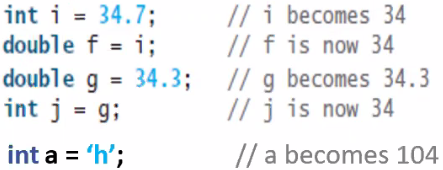 int i = 34.7; // i becomes 34
double f = i; // f is now 34
double g = 34.3; // g becomes 34.3
int j = g; // j is now 34
int a = ‘h’; // a becomes 104